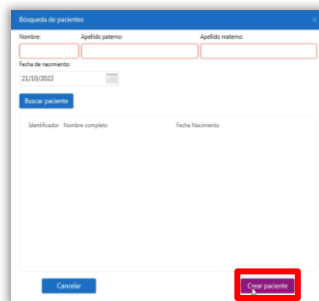 Búsqueda de pacientes
Nombre: Apellido paterno: Apellido materno:
Fecha de nacimiento:
21/10/2022
Buscar paciente
Identificador Nombre completo Fecha Nacimiento
Cancelar Crear paciente